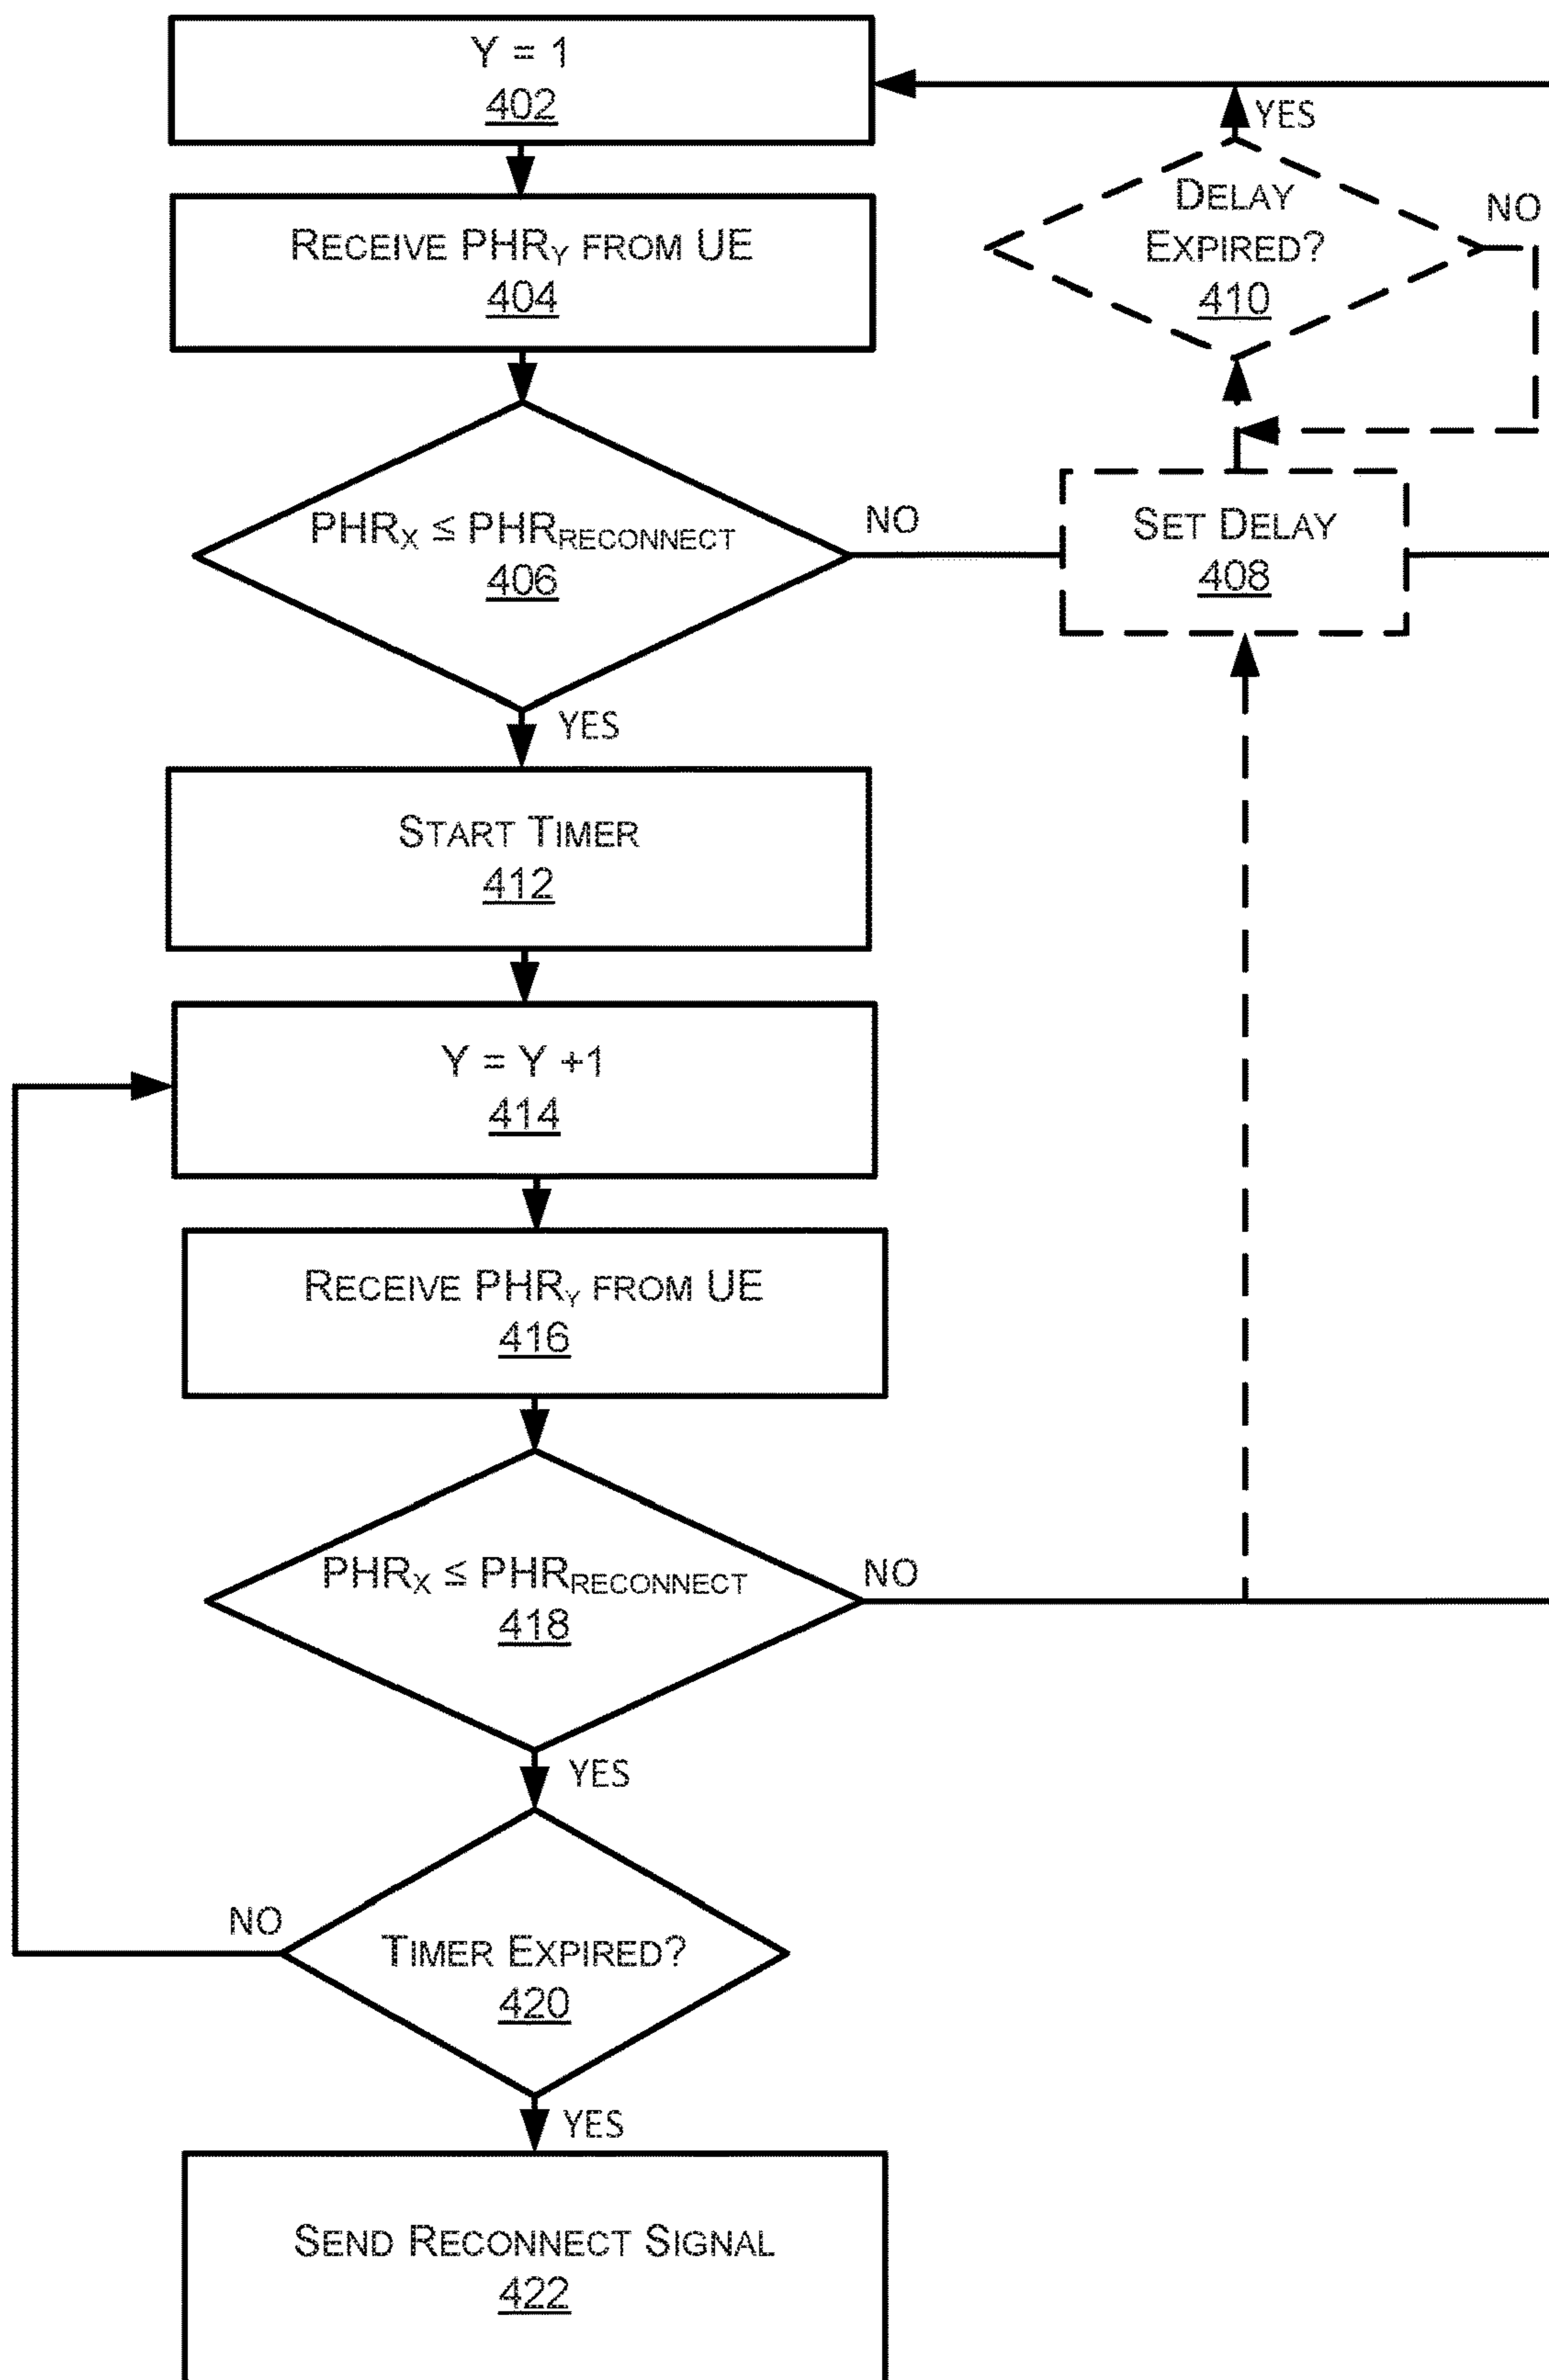 Y = 1
402
RECEIVE PHRY FROM UE
404
PHRX ≤ PHRRECONNECT
406
NO
YES
DELAY
EXPIRED?
410
YES
NO
SET DELAY
408
START TIMER
412
Y = Y +1
414
RECEIVE PHRY FROM UE
416
PHRX ≤ PHRRECONNECT
418
NO
YES
TIMER EXPIRED?
420
NO
YES
SEND RECONNECT SIGNAL
422